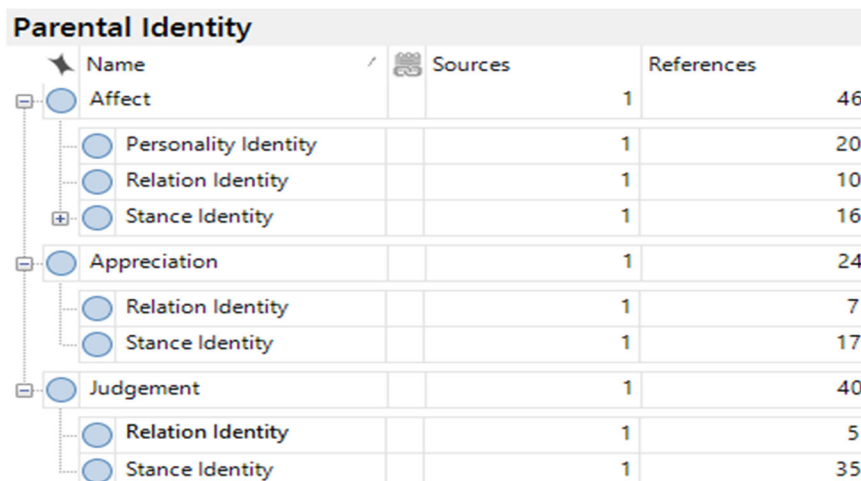 Parental Identity
Name Sources References
Affect 1 46
Personality Identity 1 20
Relation Identity 1 10
Stance Identity 1 16
Appreciation 1 24
Relation Identity 1 7
Stance Identity 1 17
Judgement 1 40
Relation Identity 1 5
Stance Identity 1 35